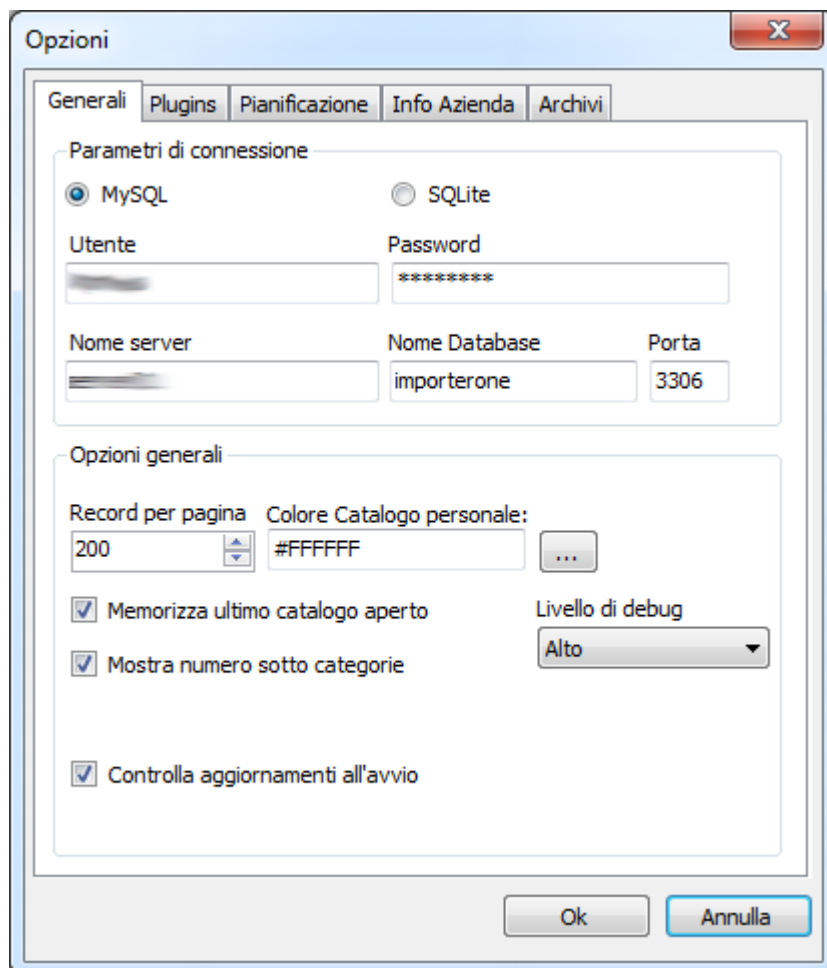 Opzioni
Generali Plugins Pianificazione Info Azienda Archivi
Parametri di connessione
MySQL SQLite
Utente Password
********
Nome server Nome Database Porta
importerone 3306
Opzioni generali
Record per pagina Colore Catalogo personale:
200 #FFFFFF ...
Memorizza ultimo catalogo aperto Livello di debug
Alto
Mostra numero sotto categorie
Controlla aggiornamenti all'avvio
Ok Annulla